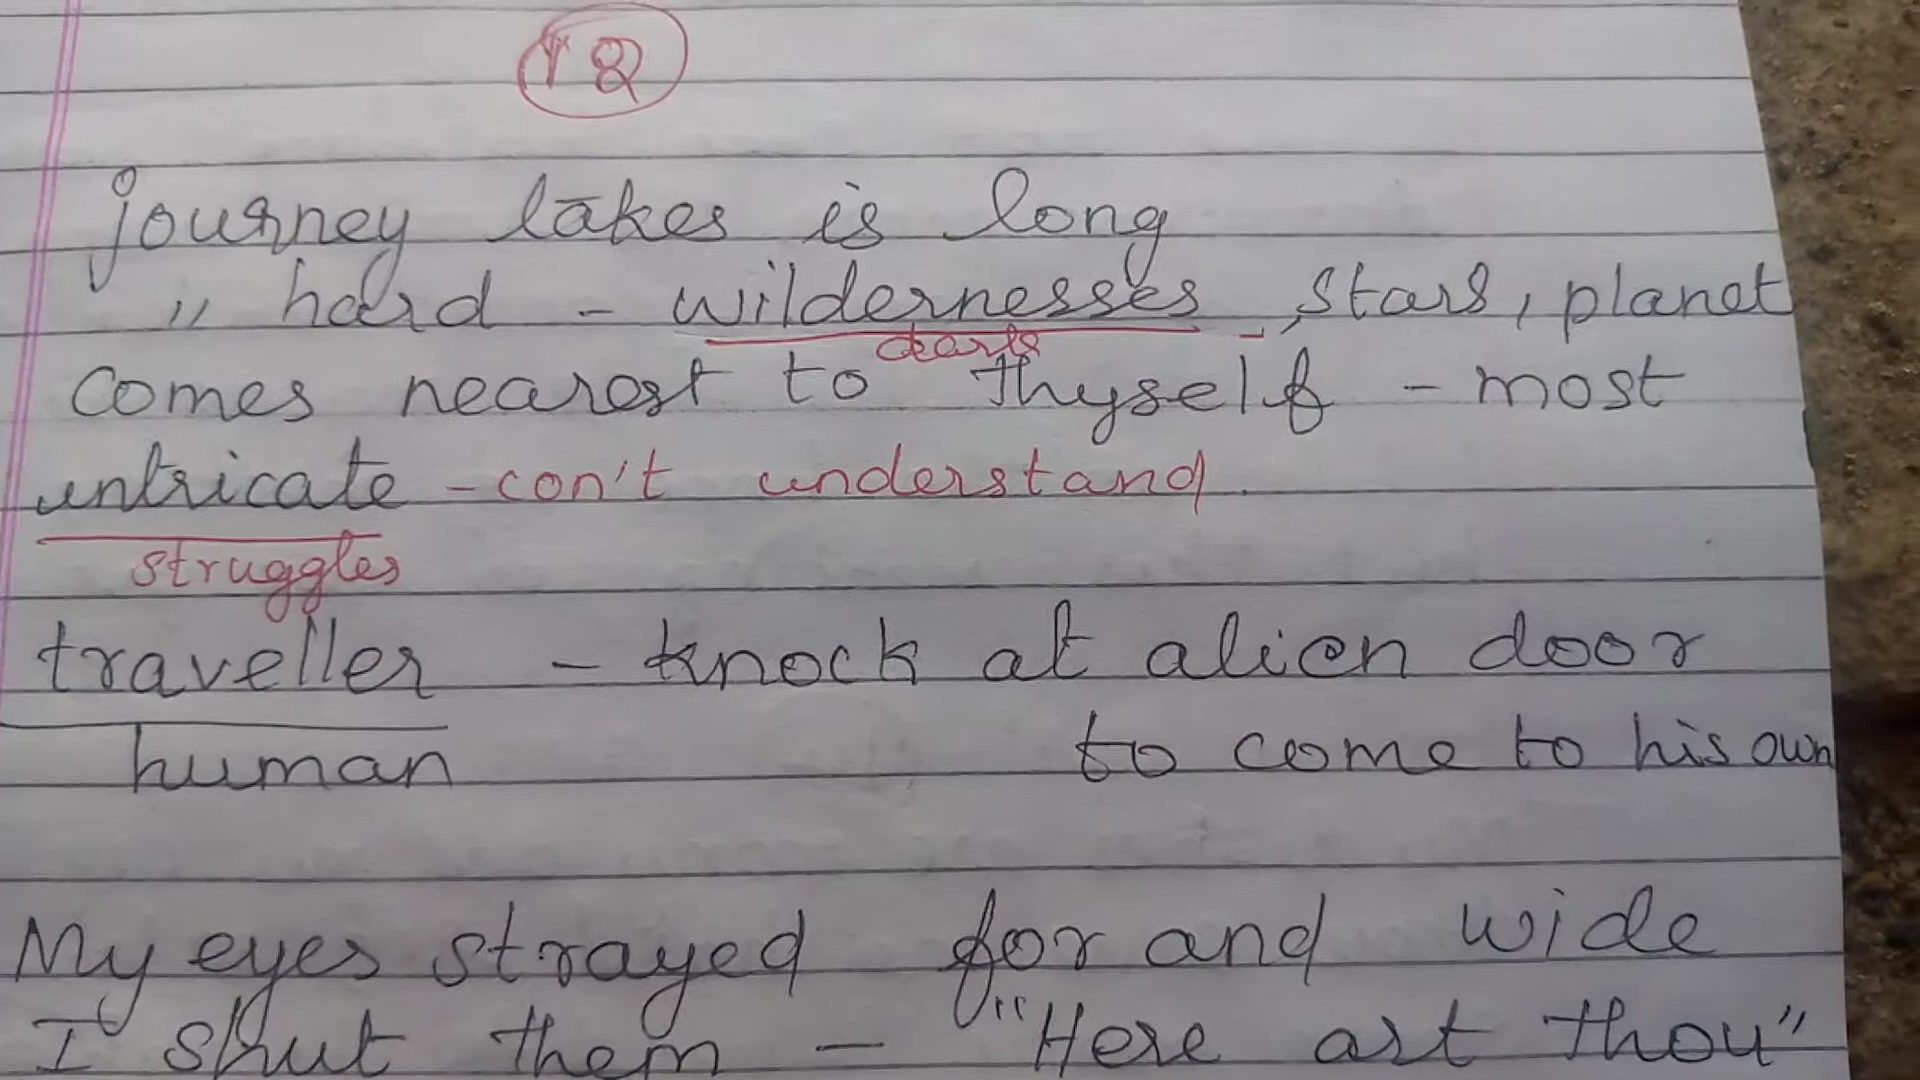 12
journey takes is long
" hard - wildernesses, stars, planet
comes nearest to thyself - most
intricate - can't understand.
struggles
traveller - knock at alien door
human to come to his own
My eyes strayed far and wide
I shut them - "Here art thou"